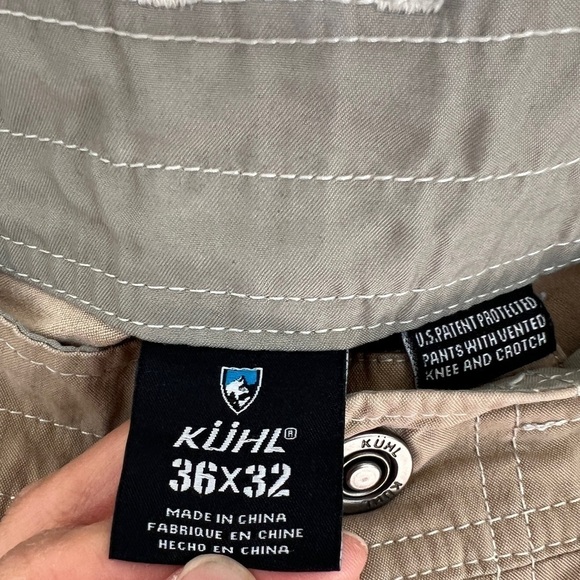 U.S. PATENT PROTECTED
PANTS WITH VENTED
KNEE AND CROTCH
KÜHL®
36X32
MADE IN CHINA
FABRIQUE EN CHINE
HECHO EN CHINA
KÜHL
KÜHL